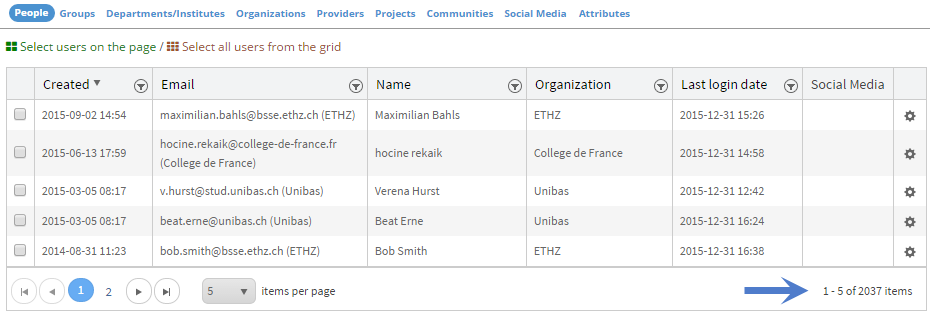 People Groups Departments/Institutes Organizations Providers Projects Communities Social Media Attributes
Select users on the page / Select all users from the grid
Created Email Name Organization Last login date Social Media
2015-09-02 14:54 maximilian.bahls@bsse.ethz.ch (ETHZ) Maximilian Bahls ETHZ 2015-12-31 15:26
2015-06-13 17:59 hocine.rekaik@college-de-france.fr hocine rekaik College de France 2015-12-31 14:58
(College de France)
2015-03-05 08:17 v.hurst@stud.unibas.ch (Unibas) Verena Hurst Unibas 2015-12-31 12:42
2015-03-05 08:17 beat.erne@unibas.ch (Unibas) Beat Erne Unibas 2015-12-31 16:24
2014-08-31 11:23 bob.smith@bsse.ethz.ch (ETHZ) Bob Smith ETHZ 2015-12-31 16:38
1 2 5 items per page 1 - 5 of 2037 items